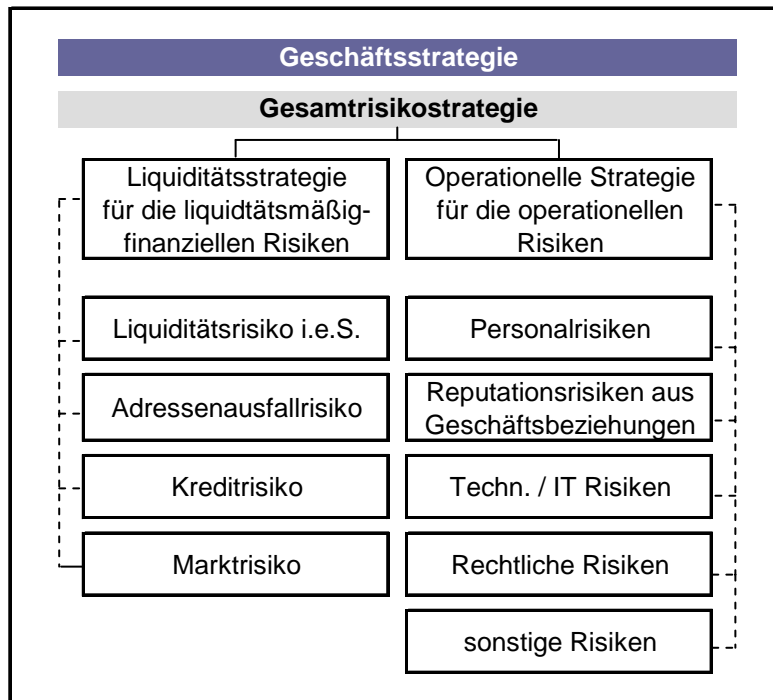 Geschäftsstrategie
Gesamtrisikostrategie
Liquiditätsstrategie
für die liquidtätsmäßig-
finanziellen Risiken
Operationelle Strategie
für die operationellen
Risiken
Liquiditätsrisiko i.e.S.
Personalrisiken
Adressenausfallrisiko
Reputationsrisiken aus
Geschäftsbeziehungen
Kreditrisiko
Techn. / IT Risiken
Marktrisiko
Rechtliche Risiken
sonstige Risiken